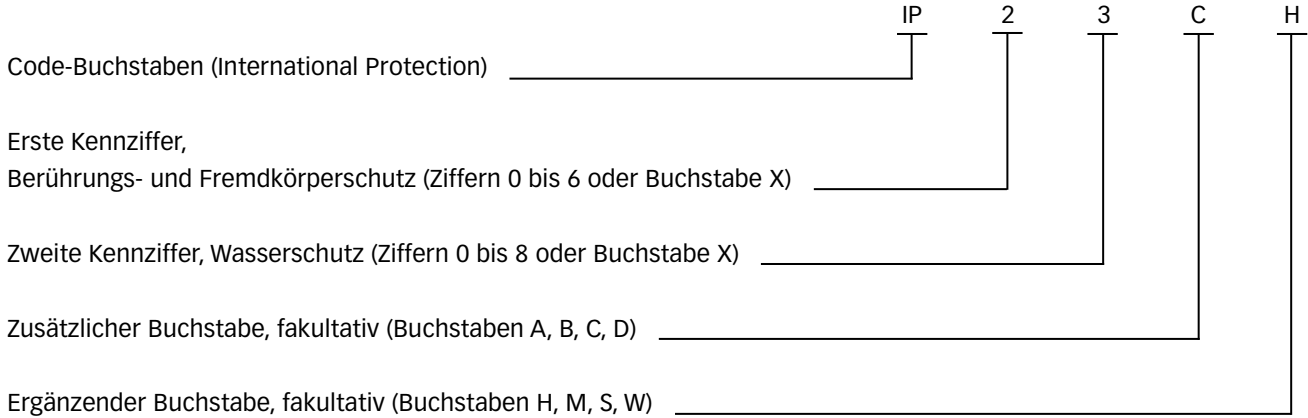 IP 2 3 C H
Code-Buchstaben (International Protection)
Erste Kennziffer,
Berührungs- und Fremdkörperschutz (Ziffern 0 bis 6 oder Buchstabe X)
Zweite Kennziffer, Wasserschutz (Ziffern 0 bis 8 oder Buchstabe X)
Zusätzlicher Buchstabe, fakultativ (Buchstaben A, B, C, D)
Ergänzender Buchstabe, fakultativ (Buchstaben H, M, S, W)